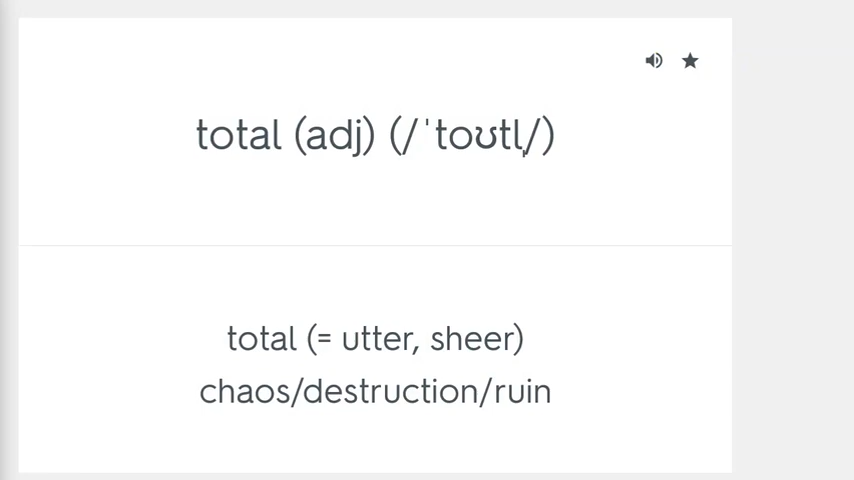 total (adj) (/ˈtoʊtl̩/)
total (= utter, sheer)
chaos/destruction/ruin